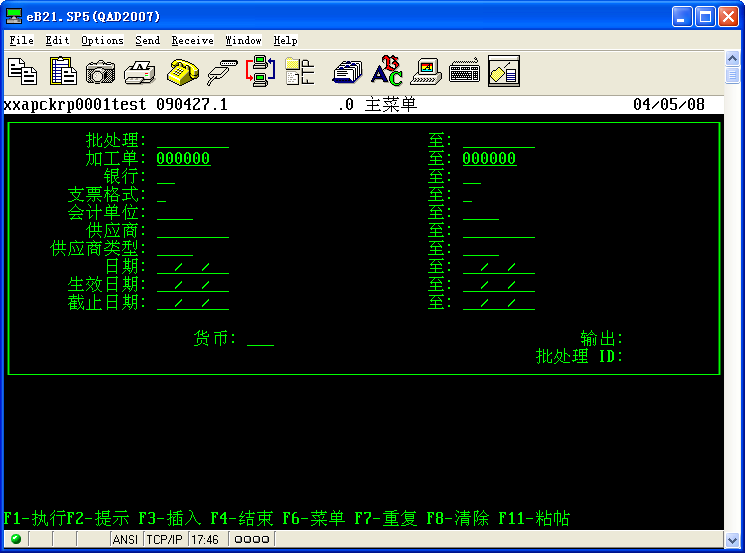 eB21.SP5(QAD2007)
File Edit Options Send Receive Window Help
xxapckrp0001test 090427.1 .0 主菜单 04/05/08
批处理: 至:
加工单: 000000 至: 000000
银行: 至:
支票格式: 至:
会计单位: 至:
供应商: 至:
供应商类型: 至:
日期: / / 至: / /
生效日期: / / 至: / /
截止日期: / / 至: / /
货币: 输出:
批处理 ID:
F1-执行F2-提示 F3-插入 F4-结束 F6-菜单 F7-重复 F8-清除 F11-粘帖
ANSI TCP/IP 17:46